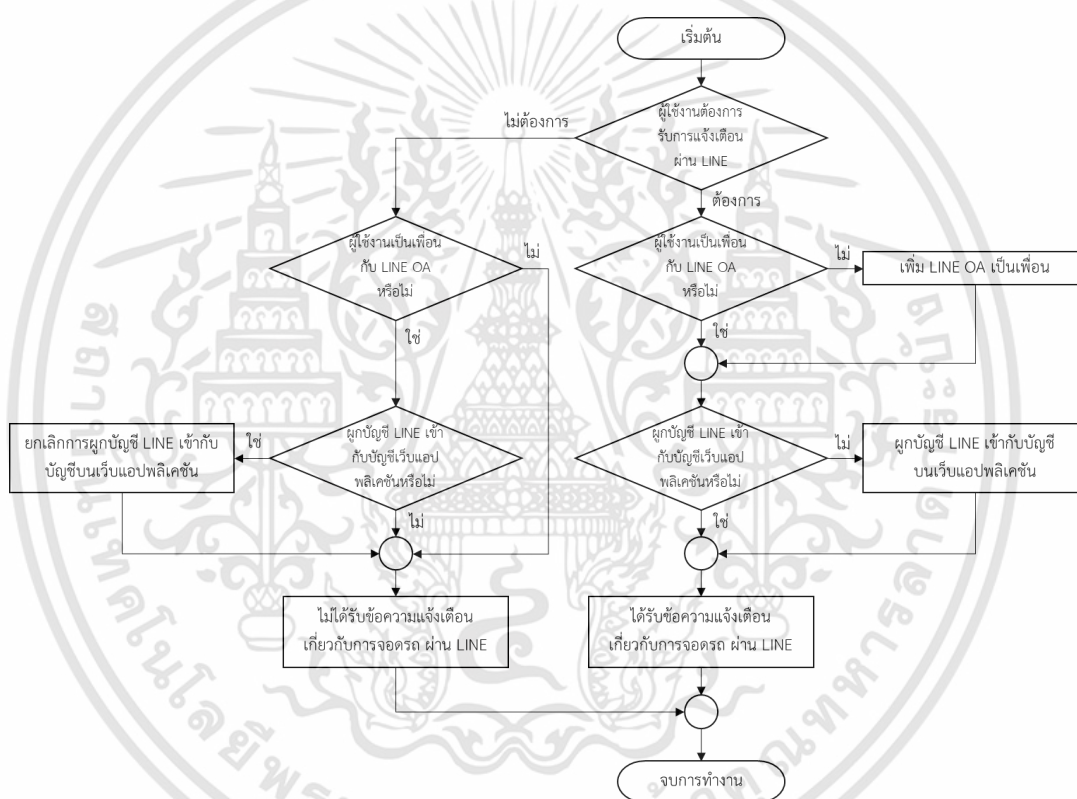 เริ่มต้น
ผู้ใช้งานต้องการ
รับการแจ้งเตือน
ผ่าน LINE
ไม่ต้องการ
ต้องการ
ผู้ใช้งานเป็นเพื่อน
กับ LINE OA
หรือไม่
ไม่
ใช่
ผู้ใช้งานเป็นเพื่อน
กับ LINE OA
หรือไม่
ไม่
ใช่
เพิ่ม LINE OA เป็นเพื่อน
ยกเลิกการผูกบัญชี LINE เข้ากับ
บัญชีบนเว็บแอปพลิเคชัน
ใช่
ผูกบัญชี LINE เข้า
กับบัญชีเว็บแอป
พลิเคชันหรือไม่
ไม่
ผูกบัญชี LINE เข้า
กับบัญชีเว็บแอป
พลิเคชันหรือไม่
ไม่
ใช่
ผูกบัญชี LINE เข้ากับบัญชี
บนเว็บแอปพลิเคชัน
ไม่ได้รับข้อความแจ้งเตือน
เกี่ยวกับการจอดรถ ผ่าน LINE
ได้รับข้อความแจ้งเตือน
เกี่ยวกับการจอดรถ ผ่าน LINE
จบการทำงาน